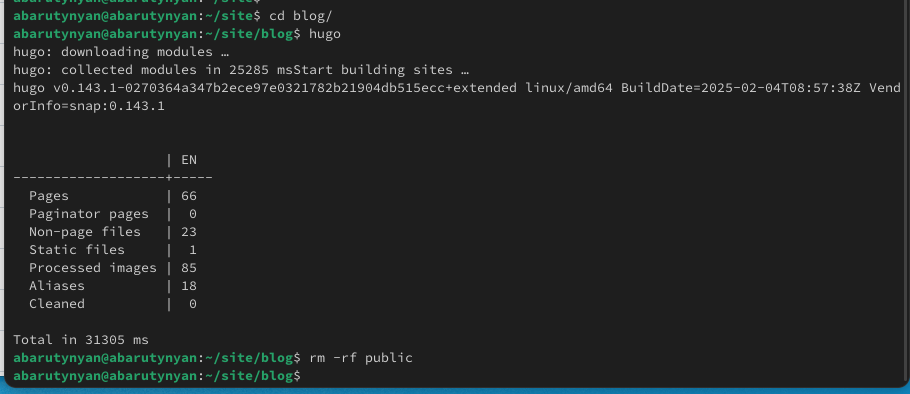 abarutynyan@abarutynyan:~/site$
abarutynyan@abarutynyan:~/site$ cd blog/
abarutynyan@abarutynyan:~/site/blog$ hugo
hugo: downloading modules …
hugo: collected modules in 25285 msStart building sites …
hugo v0.143.1-0270364a347b2ece97e0321782b21904db515ecc+extended linux/amd64 BuildDate=2025-02-04T08:57:38Z Vend
orInfo=snap:0.143.1
| EN
-------------------+-----
Pages | 66
Paginator pages | 0
Non-page files | 23
Static files | 1
Processed images | 85
Aliases | 18
Cleaned | 0
Total in 31305 ms
abarutynyan@abarutynyan:~/site/blog$ rm -rf public
abarutynyan@abarutynyan:~/site/blog$